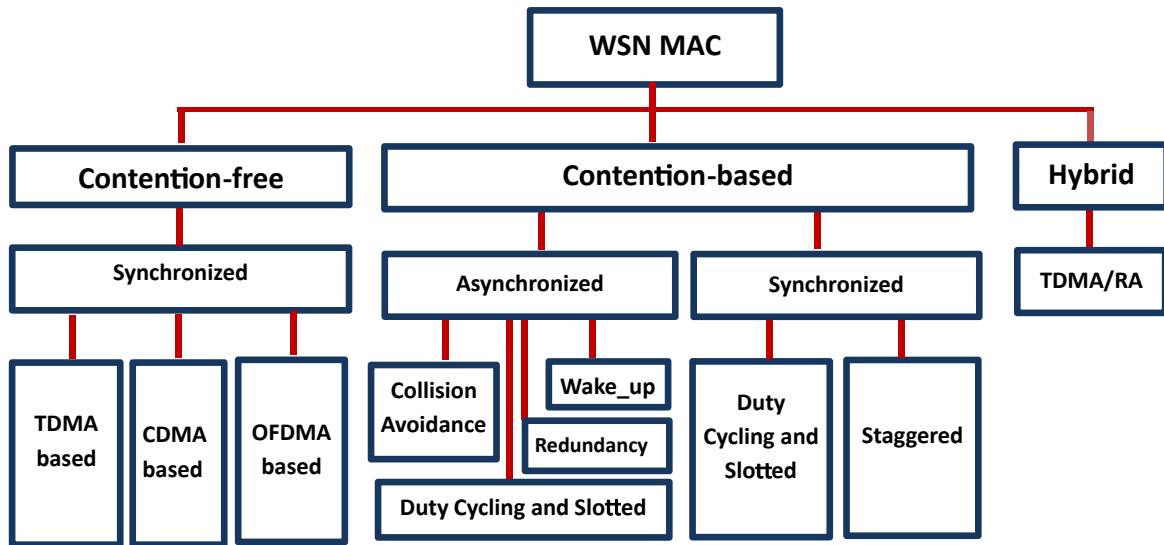 WSN MAC
Contention-free
Contention-based
Hybrid
Synchronized
Asynchronized
Synchronized
TDMA/RA
TDMA
based
CDMA
based
OFDMA
based
Collision
Avoidance
Wake_up
Redundancy
Duty Cycling and Slotted
Duty
Cycling and
Slotted
Staggered